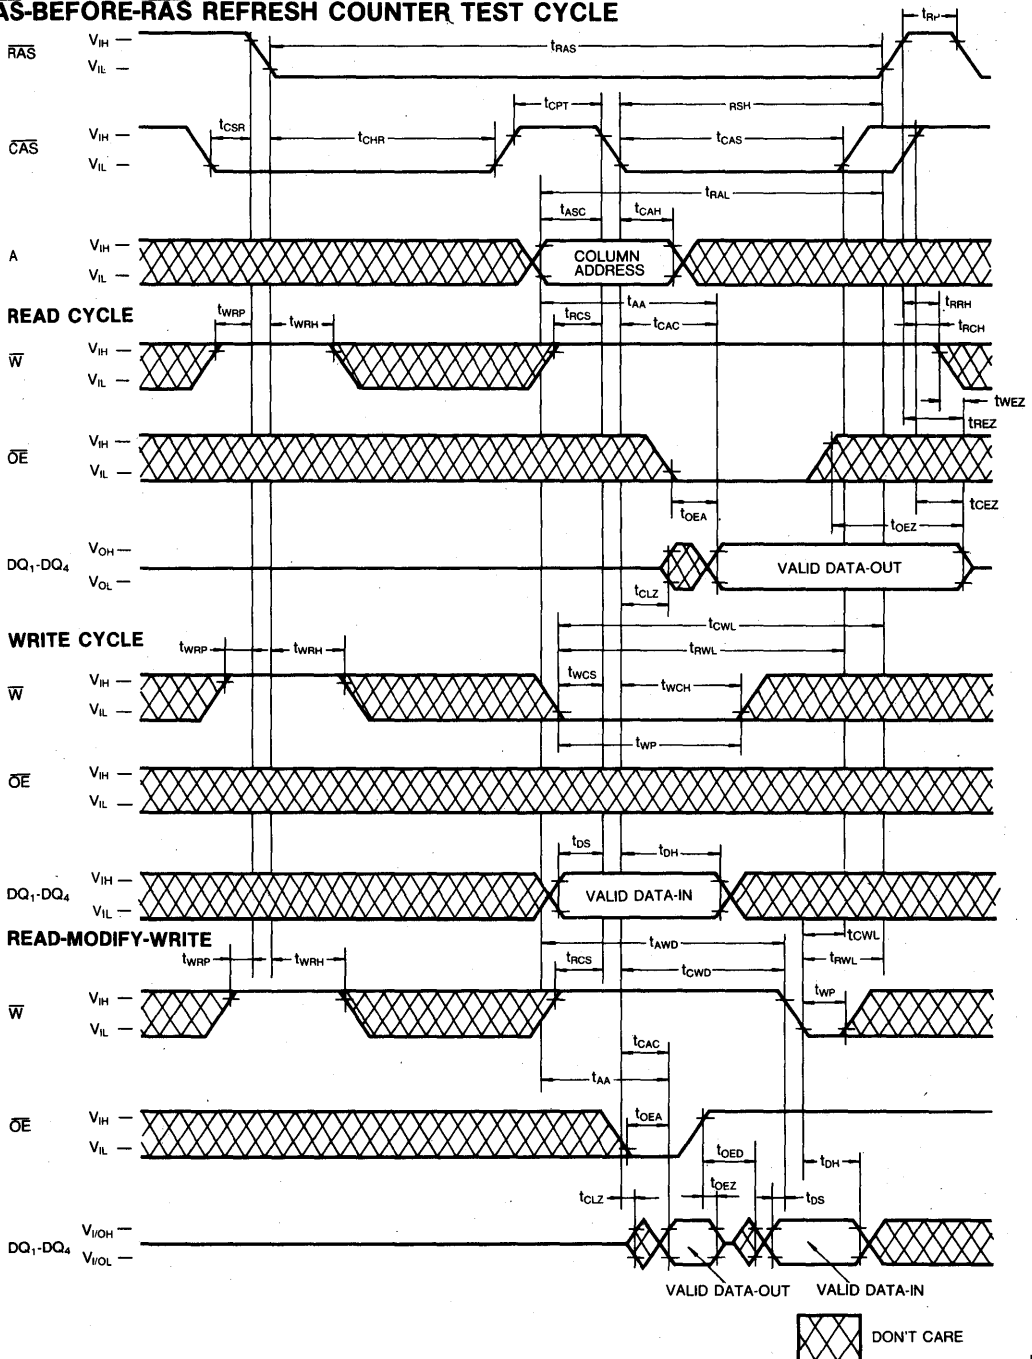 AS-BEFORE-RAS REFRESH COUNTER TEST CYCLE
tRP
RAS
VIH
VIL
tRAS
tCPT
RSH
tCSR
tCHR
tCAS
CAS
VIH
VIL
tRAL
tASC
tCAH
A
VIH
VIL
COLUMN
ADDRESS
READ CYCLE
tWRP
tWRH
tRCS
tAA
tCAC
tRRH
tRCH
W
VIH
VIL
tWEZ
tREZ
OE
VIH
VIL
tOEA
tCEZ
tOEZ
DQ1-DQ4
VOH
VOL
VALID DATA-OUT
tCLZ
WRITE CYCLE
tCWL
tWRP
tWRH
tRWL
W
VIH
VIL
tWCS
tWCH
tWP
OE
VIH
VIL
tDS
tDH
DQ1-DQ4
VIH
VIL
VALID DATA-IN
READ-MODIFY-WRITE
tCWL
tAWD
tWRP
tWRH
tRCS
tCWD
tRWL
tWP
W
VIH
VIL
tCAC
tAA
OE
VIH
VIL
tOEA
tOED
tDH
tCLZ
tOEZ
tDS
DQ1-DQ4
VI/OH
VI/OL
VALID DATA-OUT VALID DATA-IN
DON'T CARE